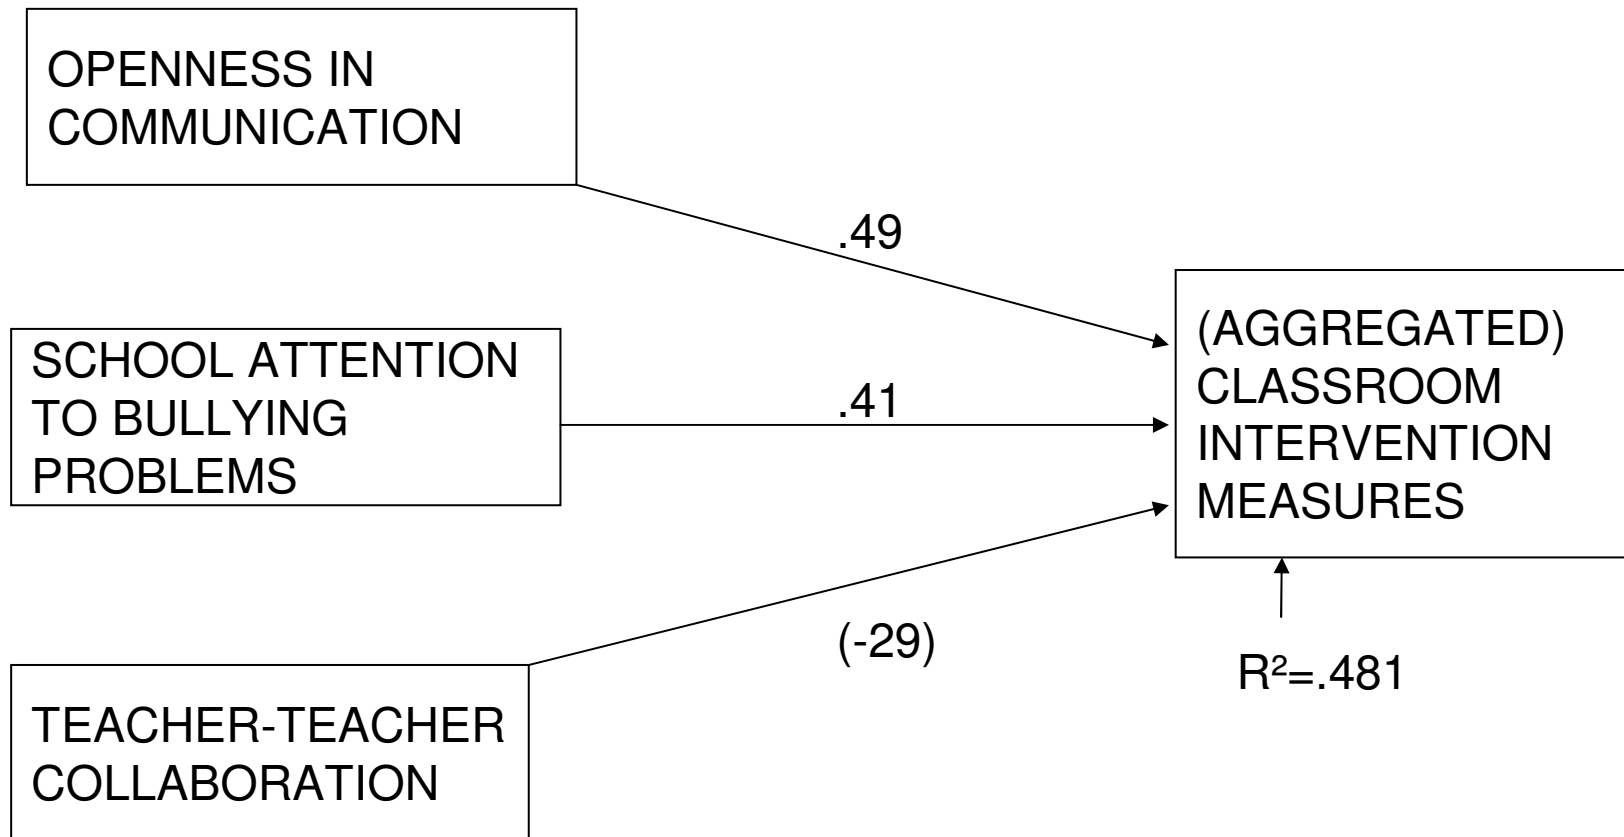 OPENNESS IN
COMMUNICATION
.49
SCHOOL ATTENTION
TO BULLYING
PROBLEMS
.41
(AGGREGATED)
CLASSROOM
INTERVENTION
MEASURES
(-29)
R²=.481
TEACHER-TEACHER
COLLABORATION